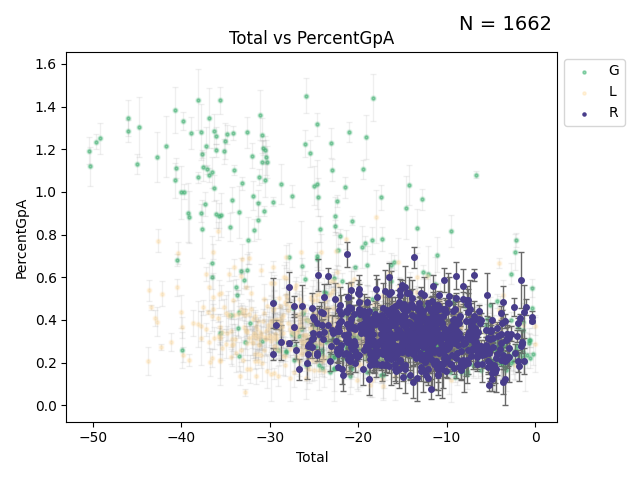 N = 1662
Total vs PercentGpA
G
L
R
PercentGpA
1.6
1.4
1.2
1.0
0.8
0.6
0.4
0.2
0.0
−50 −40 −30 −20 −10 0
Total